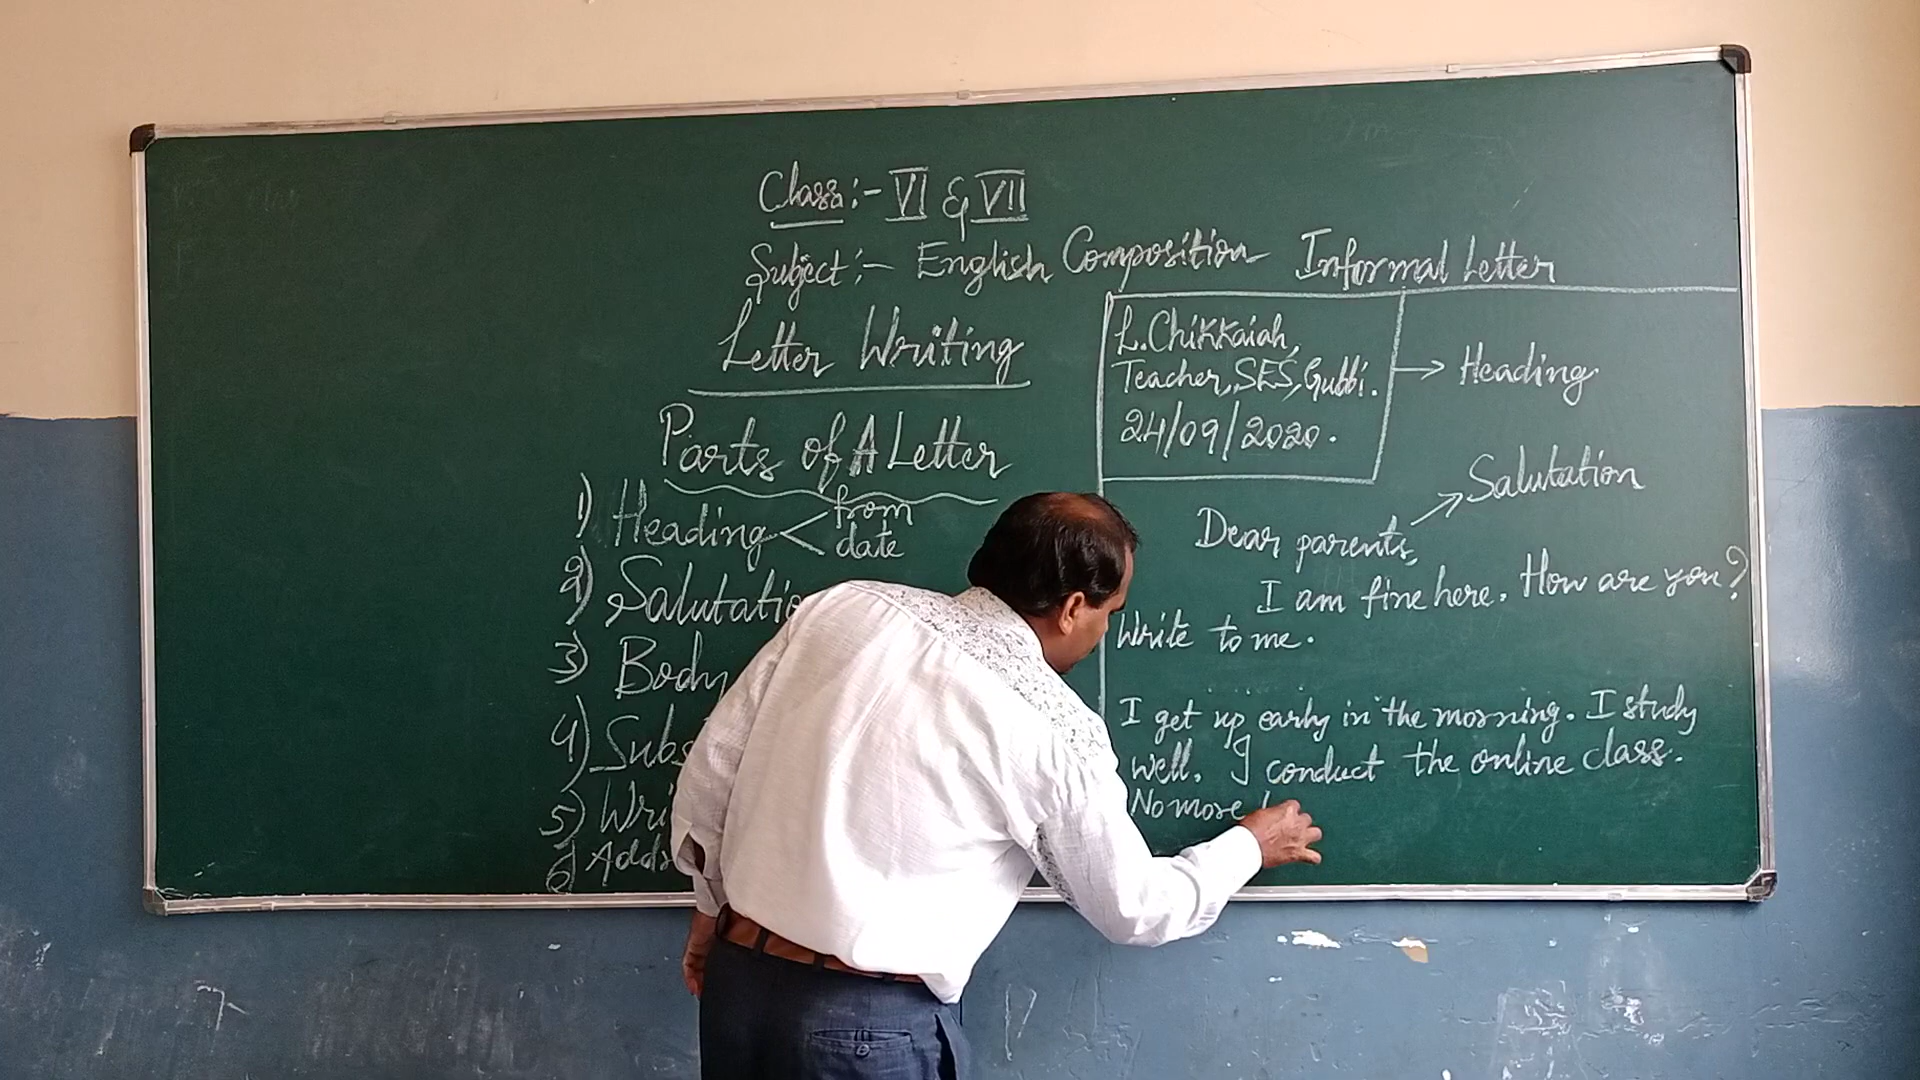 Class:- VI & VII
Subject:- English Composition
Letter Writing
Parts of A Letter
1) Heading < from
date
2) Salutatio
3) Body
4) Subs
5) Wri
6) Add
Informal Letter
L. Chikkaiah,
Teacher, SES, Gubbi.
24/09/2020.
→ Heading
Salutation
Dear parents,
I am fine here. How are you?
Write to me.
I get up early in the morning. I study
well. I conduct the online class.
No more